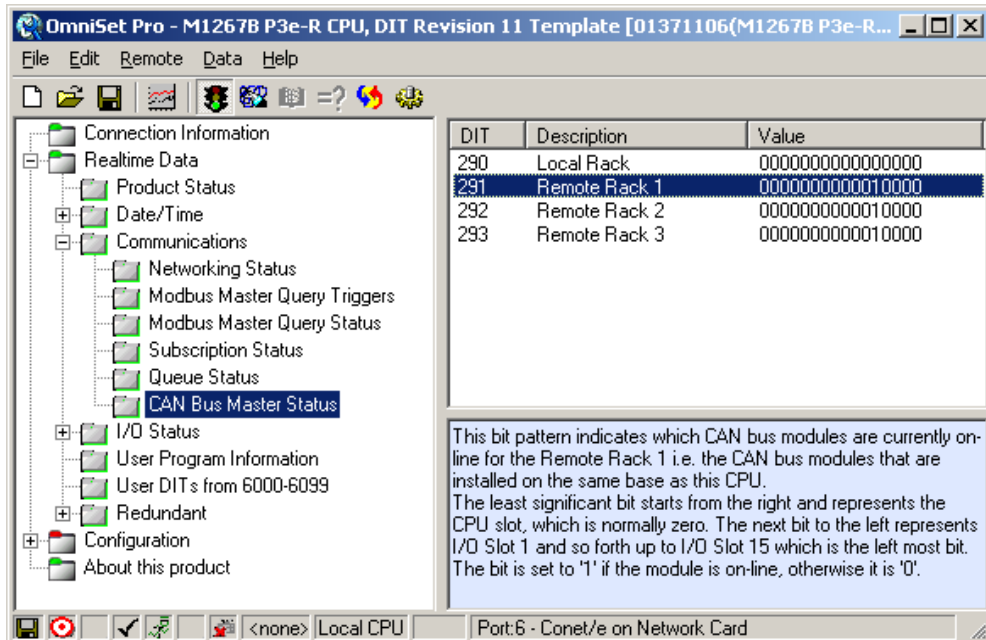 OmniSet Pro - M1267B P3e-R CPU, DIT Revision 11 Template [01371106(M1267B P3e-R...
File Edit Remote Data Help
Connection Information
Realtime Data
Product Status
Date/Time
Communications
Networking Status
Modbus Master Query Triggers
Modbus Master Query Status
Subscription Status
Queue Status
CAN Bus Master Status
I/O Status
User Program Information
User DITs from 6000-6099
Redundant
Configuration
About this product
DIT Description Value
290 Local Rack 0000000000000000
291 Remote Rack 1 0000000000010000
292 Remote Rack 2 0000000000010000
293 Remote Rack 3 0000000000010000
This bit pattern indicates which CAN bus modules are currently on-
line for the Remote Rack 1 i.e. the CAN bus modules that are
installed on the same base as this CPU.
The least significant bit starts from the right and represents the
CPU slot, which is normally zero. The next bit to the left represents
I/O Slot 1 and so forth up to I/O Slot 15 which is the left most bit.
The bit is set to '1' if the module is on-line, otherwise it is '0'.
<none> Local CPU Port:6 - Conet/e on Network Card